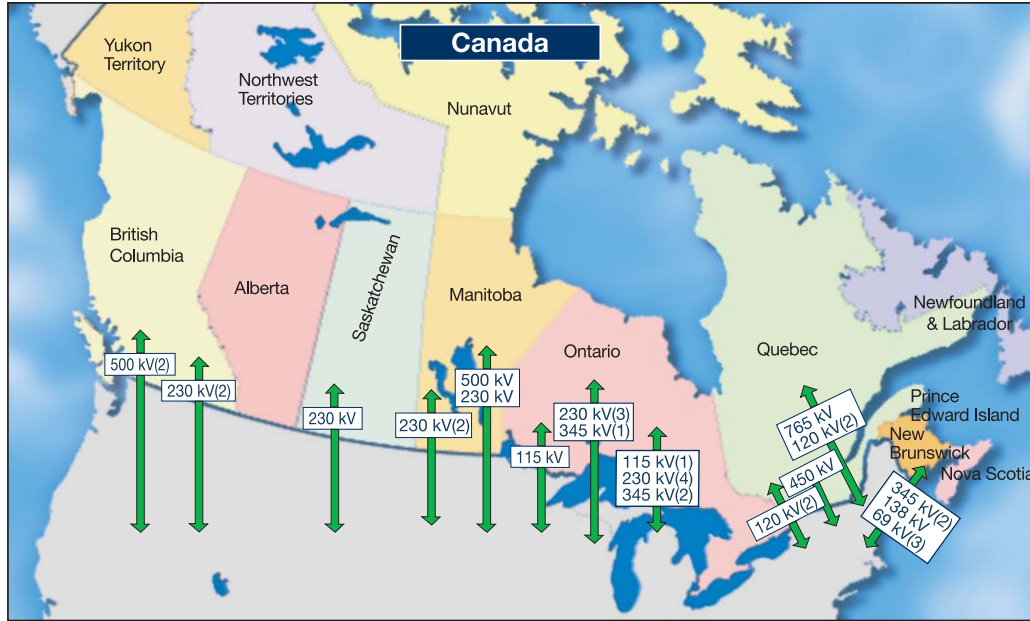 Canada
Yukon
Territory
Northwest
Territories
Nunavut
British
Columbia
Alberta
Saskatchewan
Manitoba
Ontario
Quebec
Newfoundland
& Labrador
Prince
Edward Island
New
Brunswick
Nova Scotia
500 kV(2)
230 kV(2)
230 kV
230 kV(2)
500 kV
230 kV
115 kV
230 kV(3)
345 kV(1)
115 kV(1)
230 kV(4)
345 kV(2)
120 kV(2)
450 kV
765 kV
120 kV(2)
345 kV(2)
138 kV
69 kV(3)